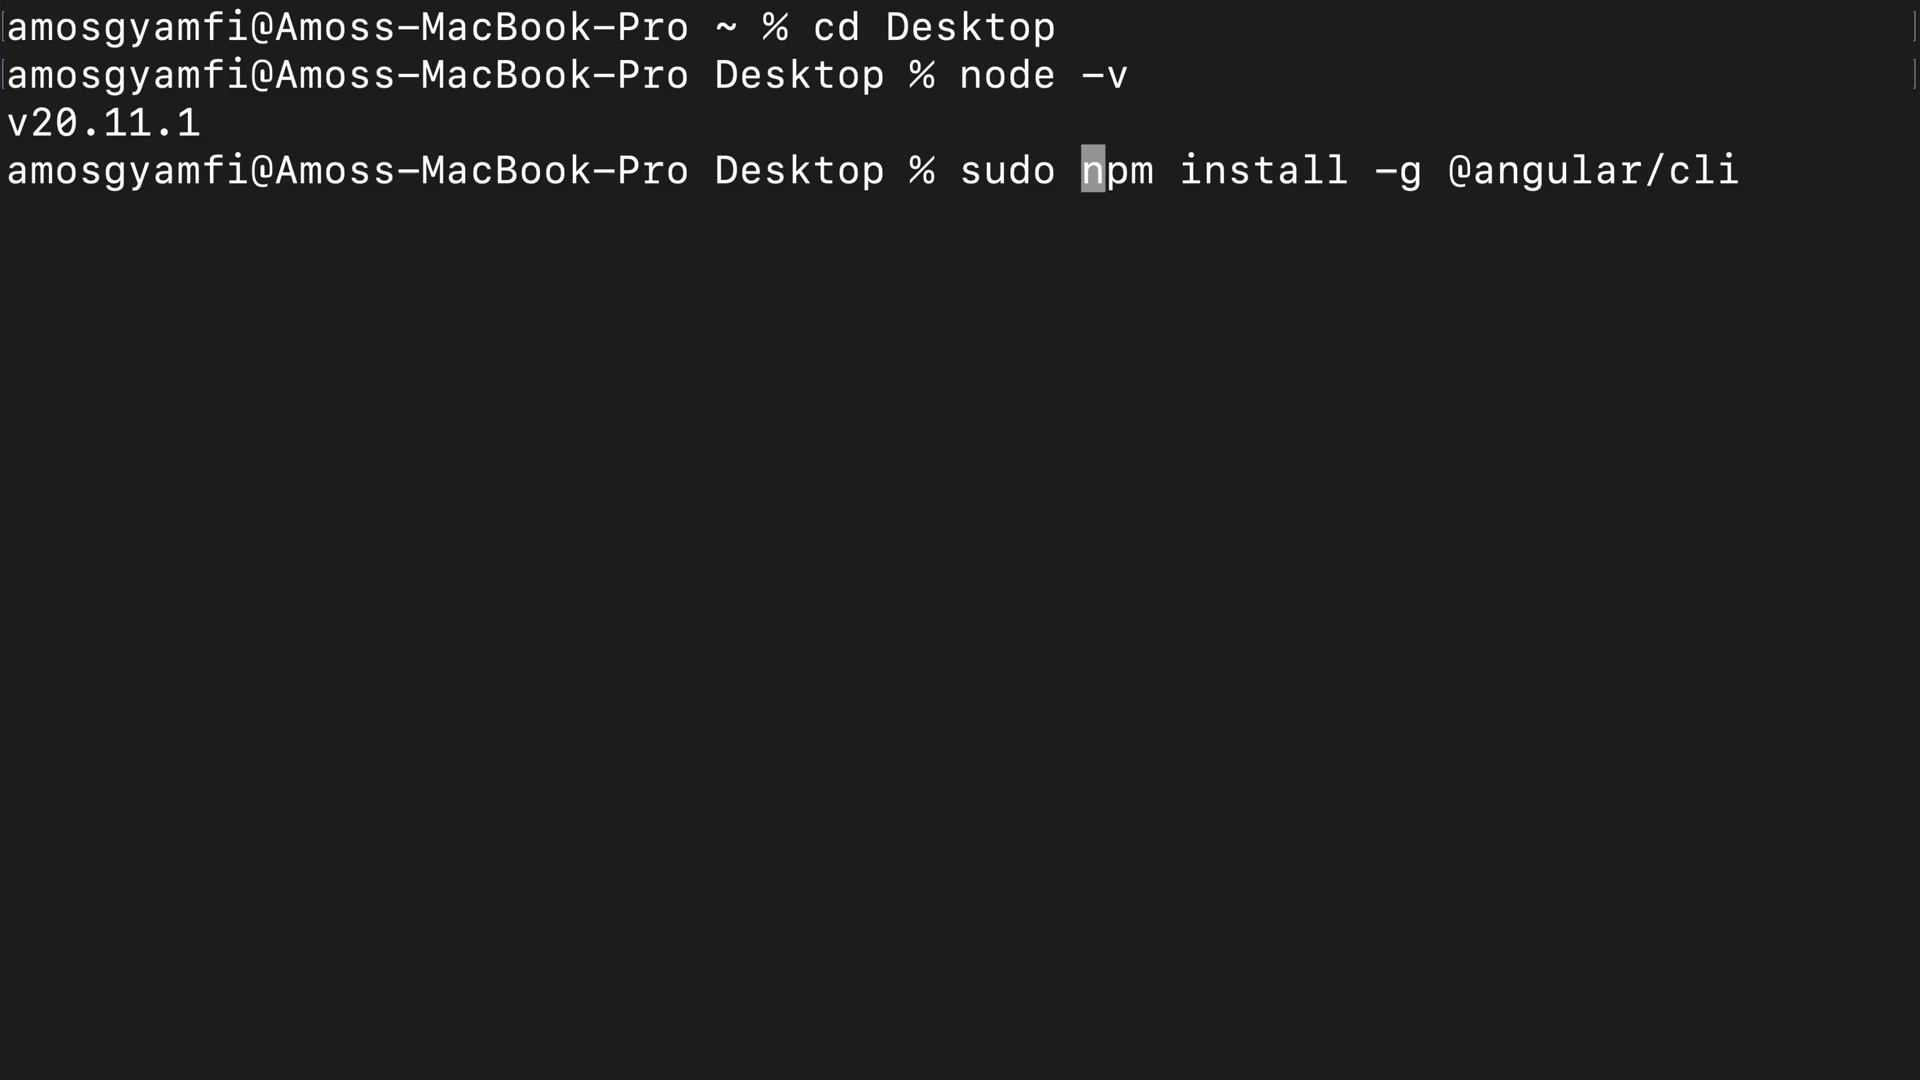 amosgyamfi@Amoss-MacBook-Pro ~ % cd Desktop
amosgyamfi@Amoss-MacBook-Pro Desktop % node -v
v20.11.1
amosgyamfi@Amoss-MacBook-Pro Desktop % sudo npm install -g @angular/cli